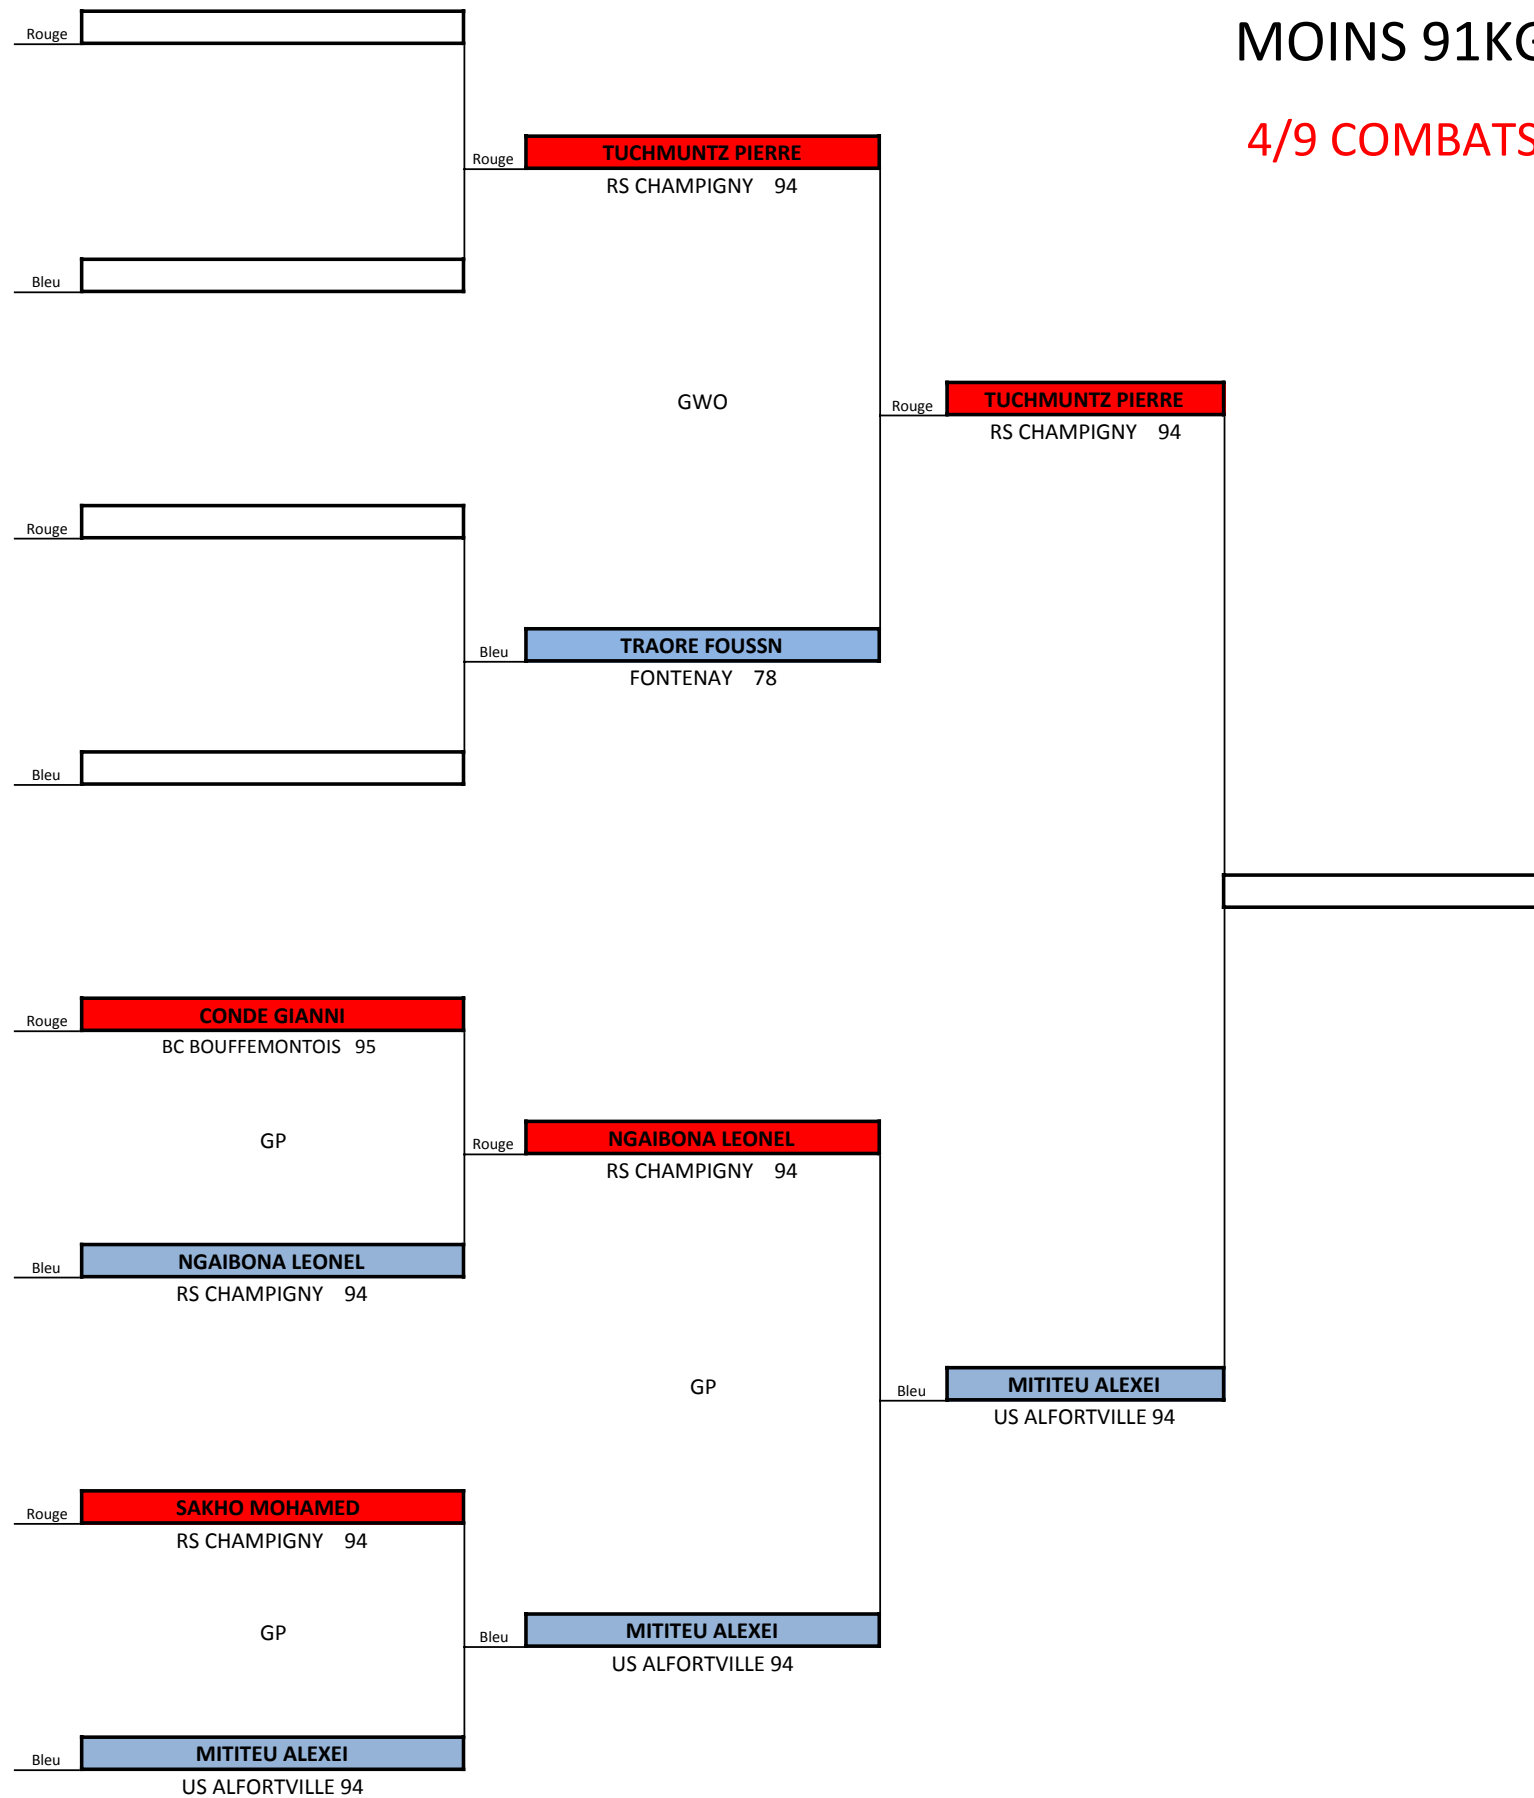 Rouge
MOINS 91KG
4/9 COMBATS
Rouge
TUCHMUNTZ PIERRE
RS CHAMPIGNY 94
Bleu
GWO
Rouge
TUCHMUNTZ PIERRE
RS CHAMPIGNY 94
Rouge
Bleu
TRAORE FOUSSN
FONTENAY 78
Bleu
Rouge
CONDE GIANNI
BC BOUFFEMONTOIS 95
GP
Rouge
NGAIBONA LEONEL
RS CHAMPIGNY 94
Bleu
NGAIBONA LEONEL
RS CHAMPIGNY 94
GP
Bleu
MITITEU ALEXEI
US ALFORTVILLE 94
Rouge
SAKHO MOHAMED
RS CHAMPIGNY 94
GP
Bleu
MITITEU ALEXEI
US ALFORTVILLE 94
Bleu
MITITEU ALEXEI
US ALFORTVILLE 94